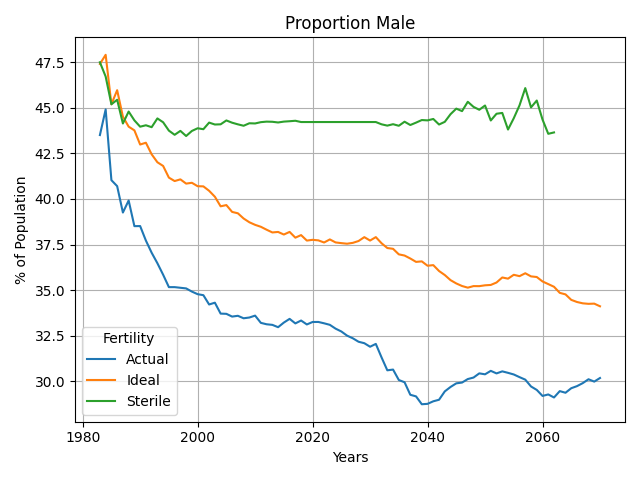 Proportion Male
% of Population
47.5
45.0
42.5
40.0
37.5
35.0
32.5
30.0
Fertility
Actual
Ideal
Sterile
1980
2000
2020
2040
2060
Years